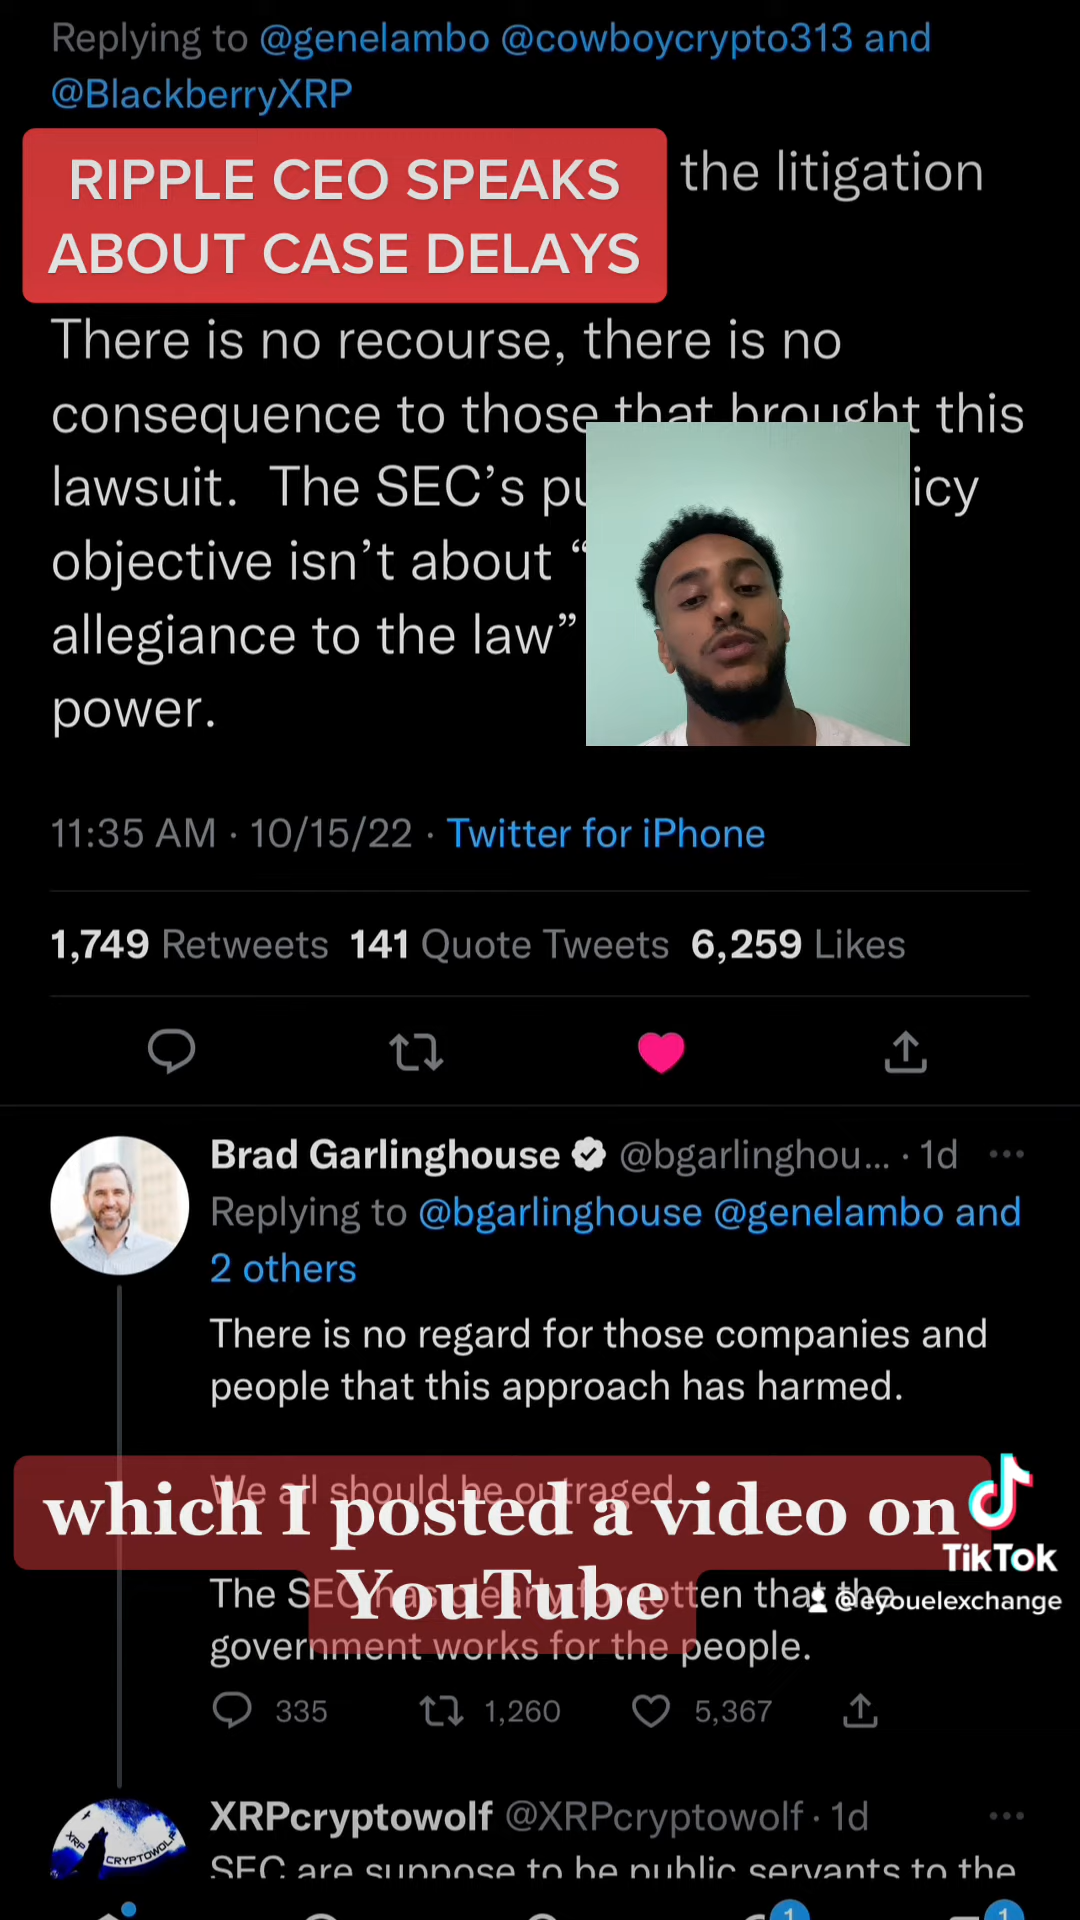 Replying to @genelambo @cowboycrypto313 and
@BlackberryXRP
RIPPLE CEO SPEAKS
ABOUT CASE DELAYS
the litigation
There is no recourse, there is no
consequence to those that brought this
lawsuit. The SEC’s icy
objective isn’t about “
allegiance to the law”
power.
11:35 AM · 10/15/22 · Twitter for iPhone
1,749 Retweets 141 Quote Tweets 6,259 Likes
Brad Garlinghouse @bgarlinghou... · 1d
Replying to @bgarlinghouse @genelambo and
2 others
There is no regard for those companies and
people that this approach has harmed.
We all should be outraged.
which I posted a video on
YouTube
TikTok
@eyouelexchange
The SEC has clearly forgotten that the
government works for the people.
335 1,260 5,367
XRPcryptowolf @XRPcryptowolf · 1d
XRP CRYPTOWOLF
SEC are suppose to be public servants to the
1 1